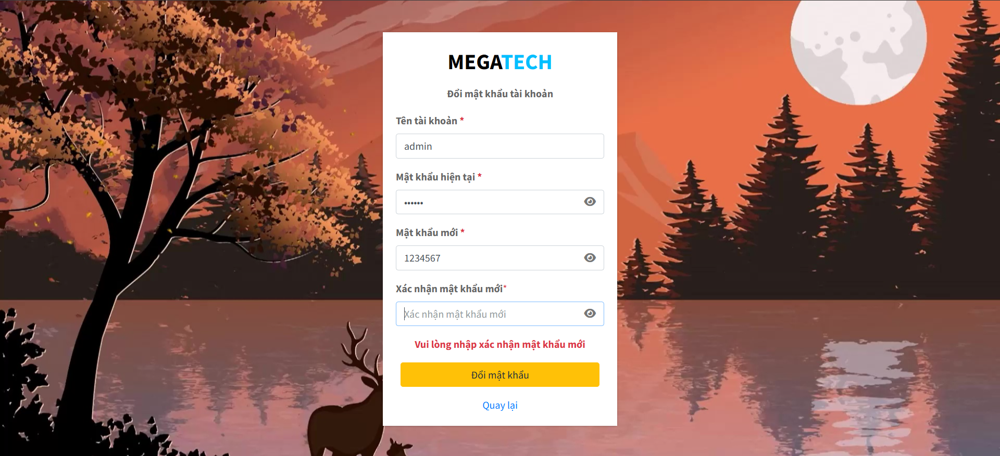 MEGATECH
Đổi mật khẩu tài khoản
Tên tài khoản *
admin
Mật khẩu hiện tại *
••••••
Mật khẩu mới *
1234567
Xác nhận mật khẩu mới*
Xác nhận mật khẩu mới
Vui lòng nhập xác nhận mật khẩu mới
Đổi mật khẩu
Quay lại